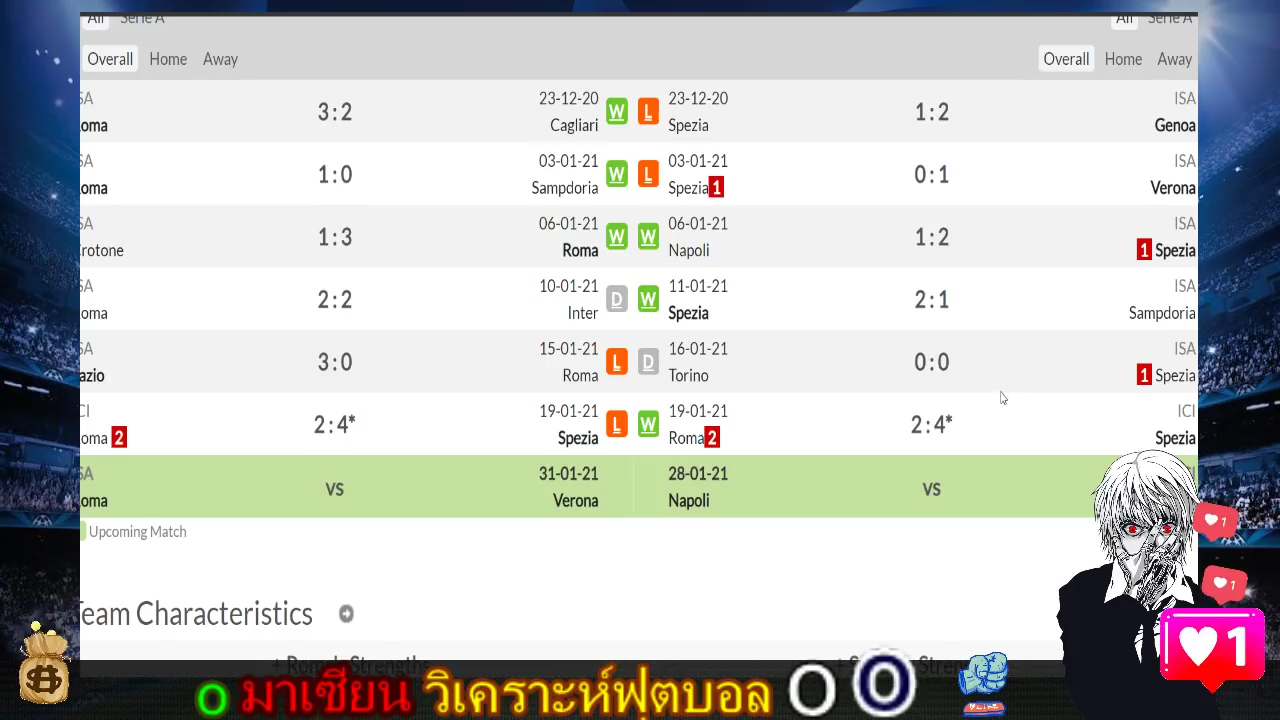 All Serie A All Serie A
Overall Home Away Overall Home Away
SA 3:2 23-12-20 W L 23-12-20 1:2 ISA
oma Cagliari Spezia Genoa
SA 1:0 03-01-21 W L 03-01-21 0:1 ISA
oma Sampdoria Spezia 1 Verona
SA 1:3 06-01-21 W W 06-01-21 1:2 ISA
rotone Roma Napoli 1 Spezia
SA 2:2 10-01-21 D W 11-01-21 2:1 ISA
oma Inter Spezia Sampdoria
SA 3:0 15-01-21 L D 16-01-21 0:0 ISA
azio Roma Torino 1 Spezia
CI 2:4* 19-01-21 L W 19-01-21 2:4* ICI
oma 2 Spezia Roma 2 Spezia
SA VS 31-01-21 28-01-21 VS
oma Verona Napoli
Upcoming Match
Team Characteristics
1
1
1
o มาเซียน วิเคราะห์ฟุตบอล O O